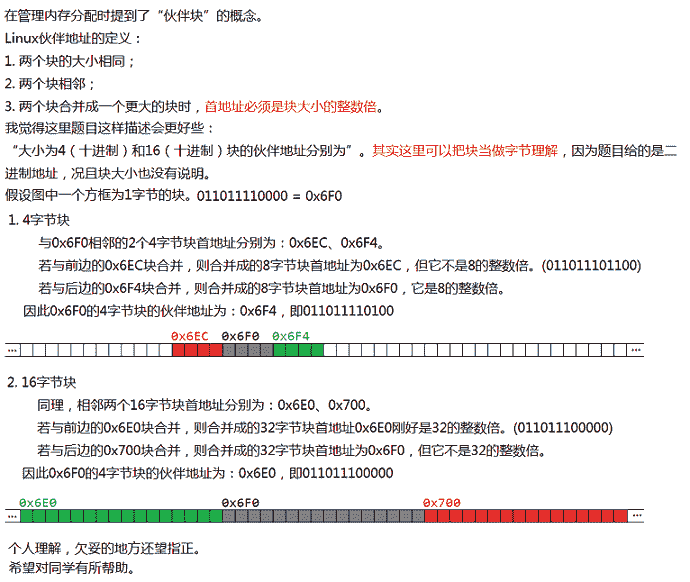 在管理内存分配时提到了“伙伴块”的概念。
Linux伙伴地址的定义：
1. 两个块的大小相同；
2. 两个块相邻；
3. 两个块合并成一个更大的块时，首地址必须是块大小的整数倍。
我觉得这里题目这样描述会更好些：
“大小为4（十进制）和16（十进制）块的伙伴地址分别为”。其实这里可以把块当做字节理解，因为题目给的是二
进制地址，况且块大小也没有说明。
假设图中一个方框为1字节的块。011011110000 = 0x6F0
1. 4字节块
与0x6F0相邻的2个4字节块首地址分别为：0x6EC、0x6F4。
若与前边的0x6EC块合并，则合并成的8字节块首地址为0x6EC，但它不是8的整数倍。(011011101100)
若与后边的0x6F4块合并，则合并成的8字节块首地址为0x6F0，它是8的整数倍。
因此0x6F0的4字节块的伙伴地址为：0x6F4，即011011110100
0x6EC 0x6F0 0x6F4
... ...
2. 16字节块
同理，相邻两个16字节块首地址分别为：0x6E0、0x700。
若与前边的0x6E0块合并，则合并成的32字节块首地址0x6E0刚好是32的整数倍。(011011100000)
若与后边的0x700块合并，则合并成的32字节块首地址为0x6F0，但它不是32的整数倍。
因此0x6F0的4字节块的伙伴地址为：0x6E0，即011011100000
0x6E0 0x6F0 0x700
... ...
个人理解，欠妥的地方还望指正。
希望对同学有所帮助。